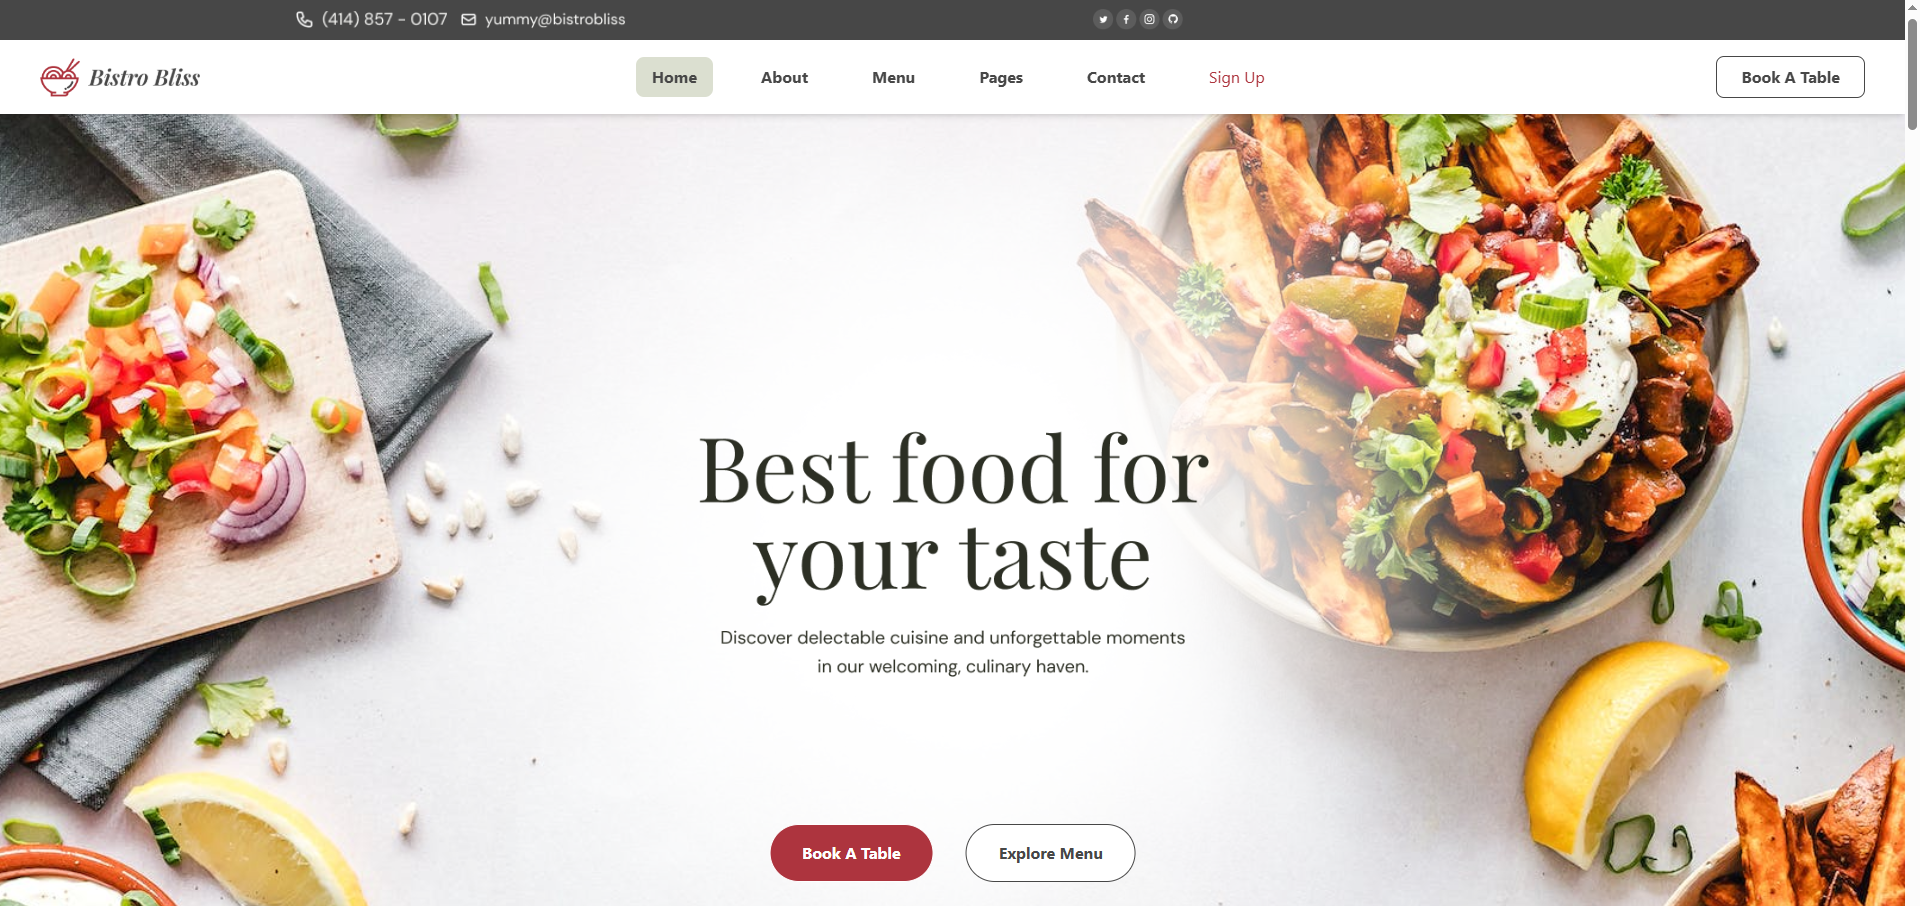 (414) 857 - 0107 yummy@bistrobliss
Bistro Bliss
Home About Menu Pages Contact Sign Up
Book A Table
Best food for
your taste
Discover delectable cuisine and unforgettable moments
in our welcoming, culinary haven.
Book A Table Explore Menu